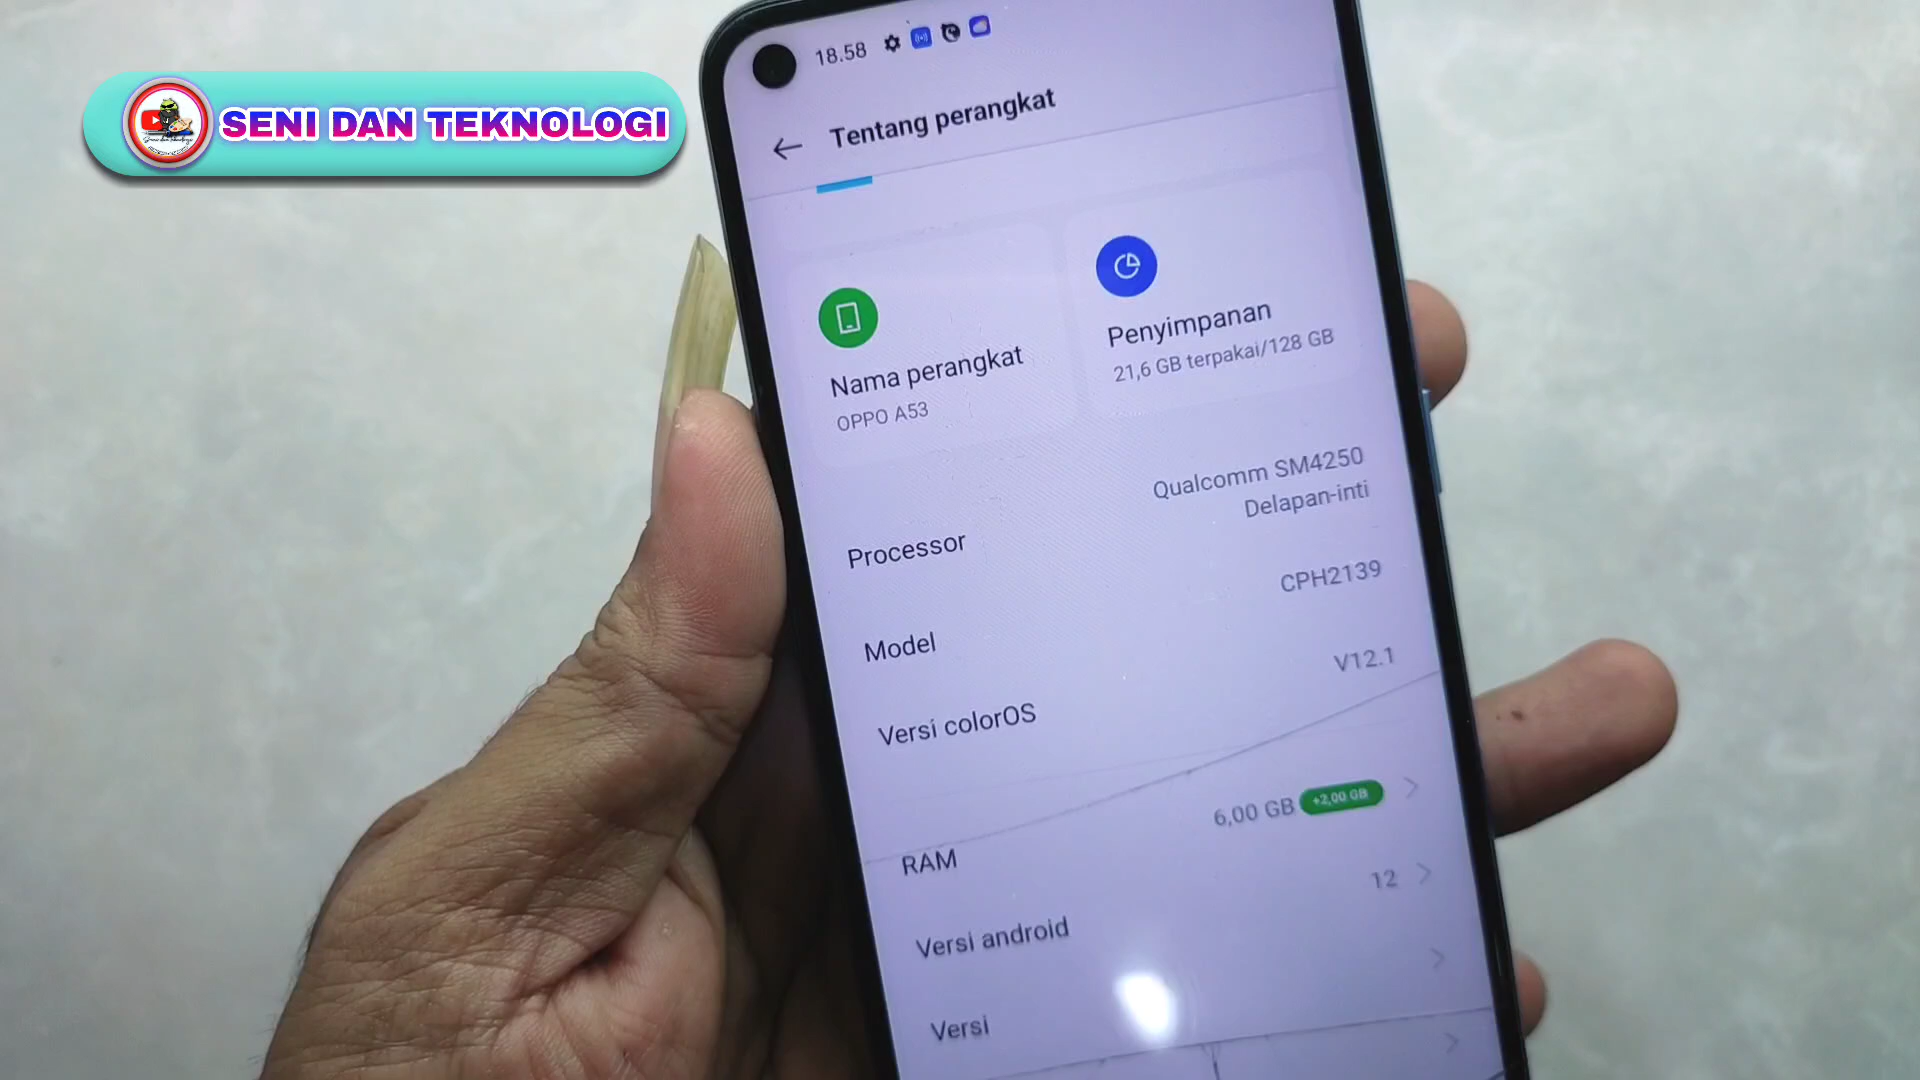 SENI DAN TEKNOLOGI
18.58
Tentang perangkat
Nama perangkat
OPPO A53
Penyimpanan
21,6 GB terpakai/128 GB
Processor
Qualcomm SM4250
Delapan-inti
Model
CPH2139
Versi colorOS
V12.1
RAM
6,00 GB +2,00 GB
Versi android
12
Versi